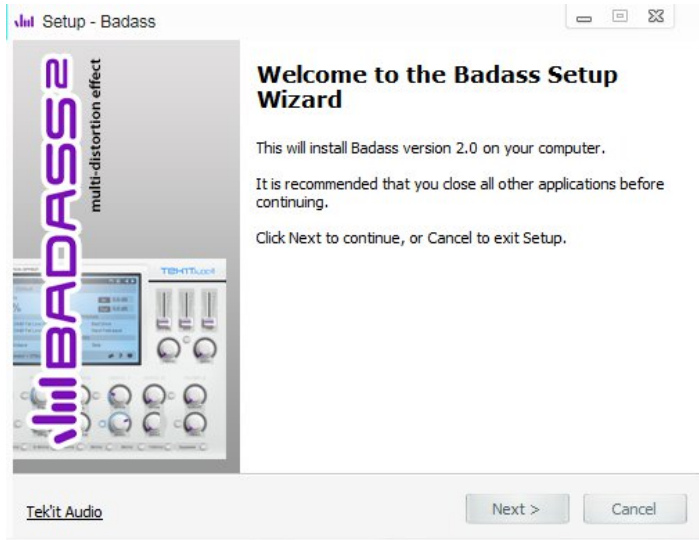 Setup - Badass
BADASS2
multi-distortion effect
Welcome to the Badass Setup
Wizard
This will install Badass version 2.0 on your computer.
It is recommended that you close all other applications before
continuing.
Click Next to continue, or Cancel to exit Setup.
Tek'it Audio
Next >
Cancel